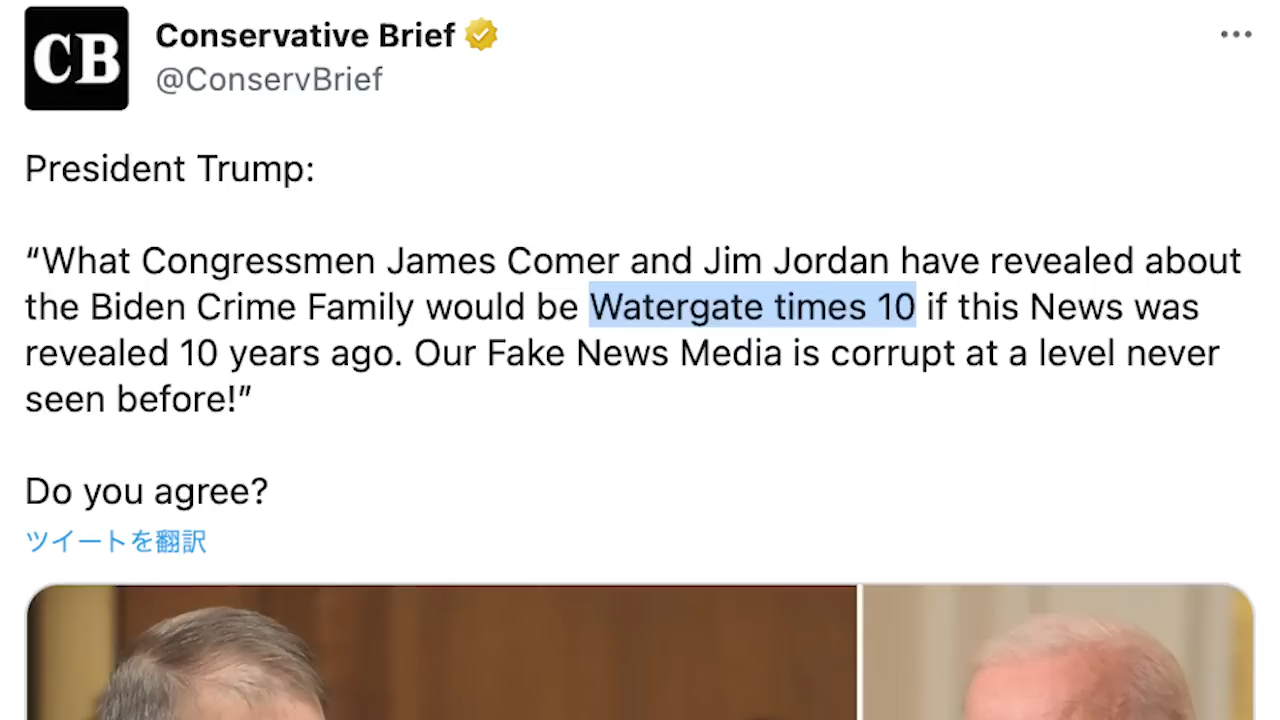 CB
Conservative Brief
@ConservBrief
President Trump:
“What Congressmen James Comer and Jim Jordan have revealed about
the Biden Crime Family would be Watergate times 10 if this News was
revealed 10 years ago. Our Fake News Media is corrupt at a level never
seen before!”
Do you agree?
ツイートを翻訳